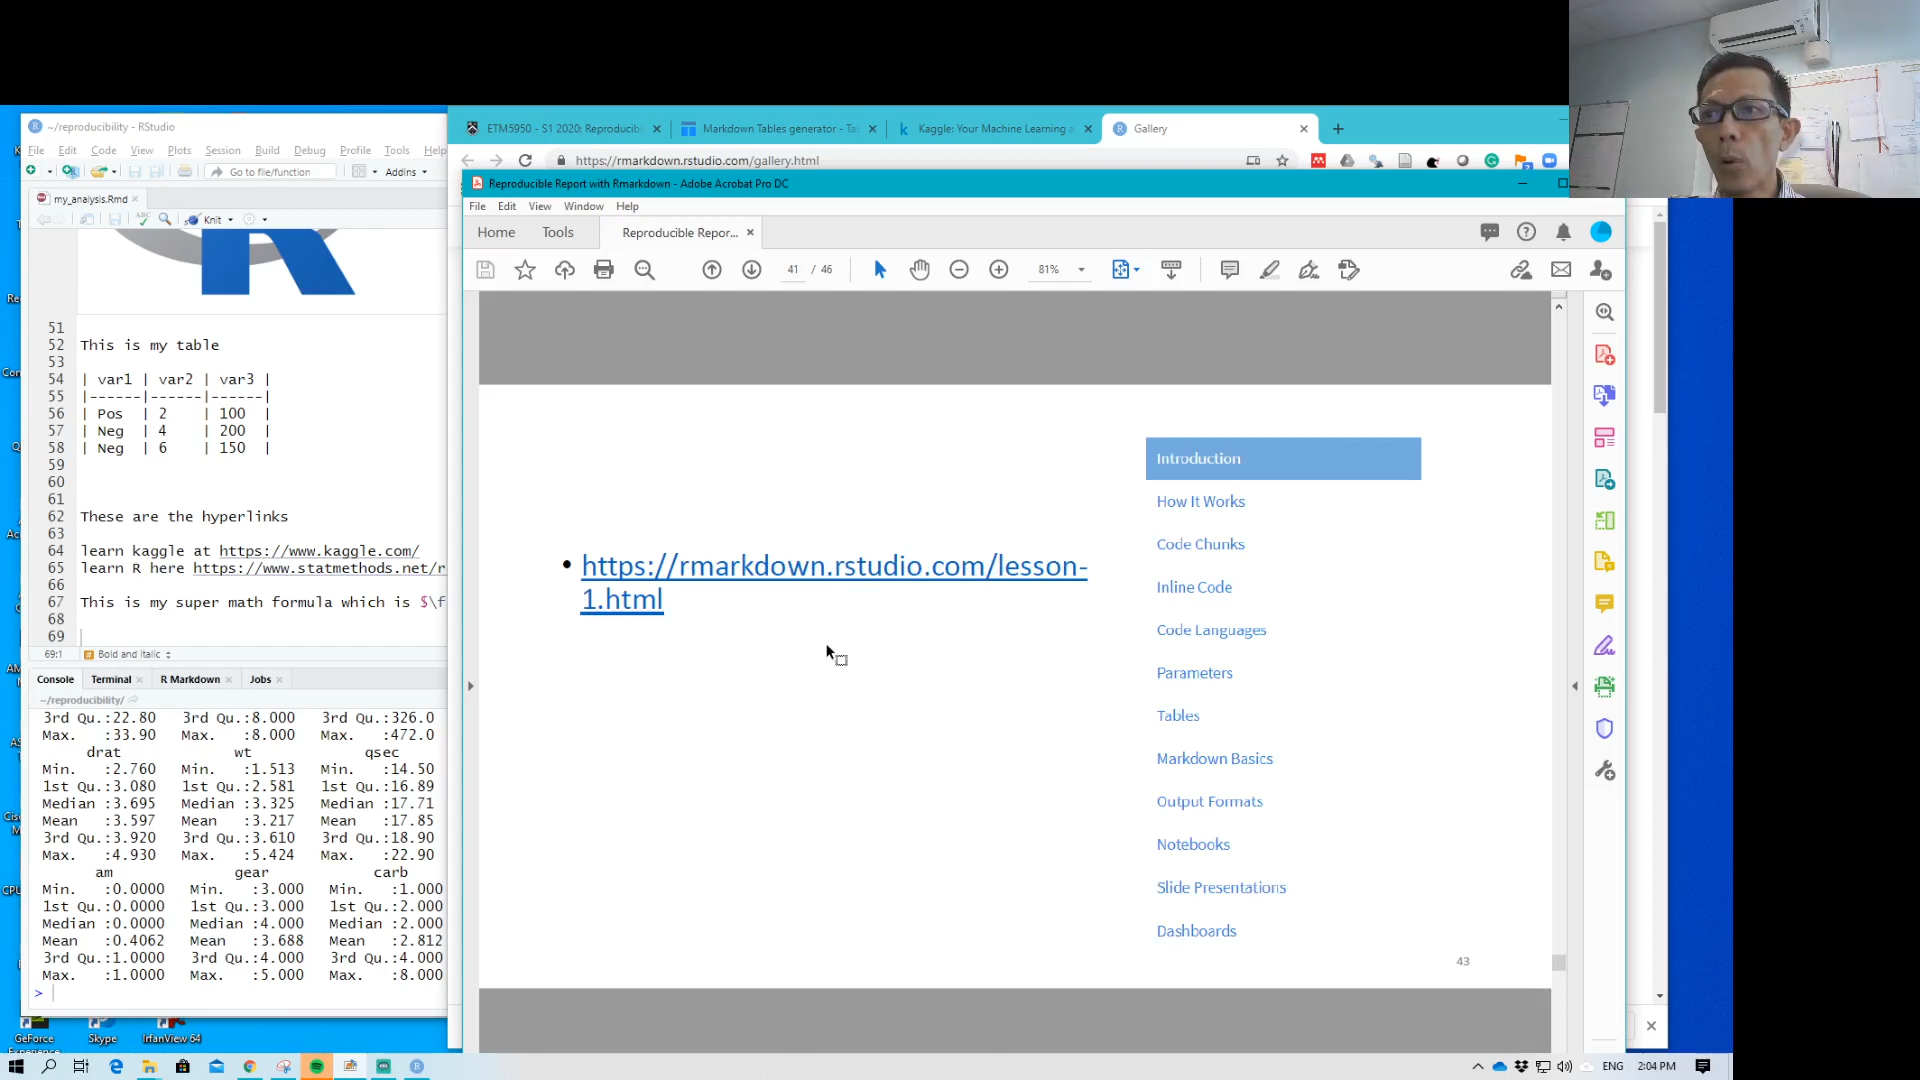 ~/reproducibility - RStudio
File Edit Code View Plots Session Build Debug Profile Tools Help
Go to file/function
Addins
my_analysis.Rmd
ABC
Knit
51
52 This is my table
53
54 | var1 | var2 | var3 |
55 |------|------|------|
56 | Pos | 2 | 100 |
57 | Neg | 4 | 200 |
58 | Neg | 6 | 150 |
59
60
61
62 These are the hyperlinks
63
64 learn kaggle at https://www.kaggle.com/
65 learn R here https://www.statmethods.net/r
66
67 This is my super math formula which is $\f
68
69
69:1 Bold and Italic
Console Terminal R Markdown Jobs
~/reproducibility/
3rd Qu.:22.80 3rd Qu.:8.000 3rd Qu.:326.0
Max. :33.90 Max. :8.000 Max. :472.0
drat wt qsec
Min. :2.760 Min. :1.513 Min. :14.50
1st Qu.:3.080 1st Qu.:2.581 1st Qu.:16.89
Median :3.695 Median :3.325 Median :17.71
Mean :3.597 Mean :3.217 Mean :17.85
3rd Qu.:3.920 3rd Qu.:3.610 3rd Qu.:18.90
Max. :4.930 Max. :5.424 Max. :22.90
am gear carb
Min. :0.0000 Min. :3.000 Min. :1.000
1st Qu.:0.0000 1st Qu.:3.000 1st Qu.:2.000
Median :0.0000 Median :4.000 Median :2.000
Mean :0.4062 Mean :3.688 Mean :2.812
3rd Qu.:1.0000 3rd Qu.:4.000 3rd Qu.:4.000
Max. :1.0000 Max. :5.000 Max. :8.000
>
ETM5950 - S1 2020: Reproducib
Markdown Tables generator - Ta
Kaggle: Your Machine Learning a
Gallery
https://rmarkdown.rstudio.com/gallery.html
Reproducible Report with Rmarkdown - Adobe Acrobat Pro DC
File Edit View Window Help
Home Tools Reproducible Repor...
41 / 46
81%
• https://rmarkdown.rstudio.com/lesson-
1.html
Introduction
How It Works
Code Chunks
Inline Code
Code Languages
Parameters
Tables
Markdown Basics
Output Formats
Notebooks
Slide Presentations
Dashboards
43
GeForce
Experience
Skype
IrfanView 64
ENG 2:04 PM